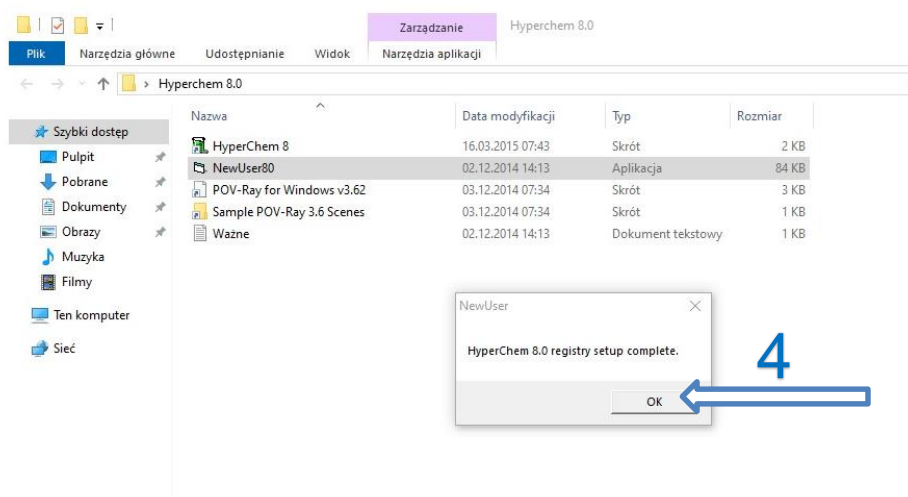 Zarządzanie Hyperchem 8.0
Plik Narzędzia główne Udostępnianie Widok Narzędzia aplikacji
Hyperchem 8.0
Nazwa Data modyfikacji Typ Rozmiar
Szybki dostęp
Pulpit
Pobrane
Dokumenty
Obrazy
Muzyka
Filmy
Ten komputer
Sieć
HyperChem 8 16.03.2015 07:43 Skrót 2 KB
NewUser80 02.12.2014 14:13 Aplikacja 84 KB
POV-Ray for Windows v3.62 03.12.2014 07:34 Skrót 3 KB
Sample POV-Ray 3.6 Scenes 03.12.2014 07:34 Skrót 1 KB
Ważne 02.12.2014 14:13 Dokument tekstowy 1 KB
NewUser
HyperChem 8.0 registry setup complete.
OK
4